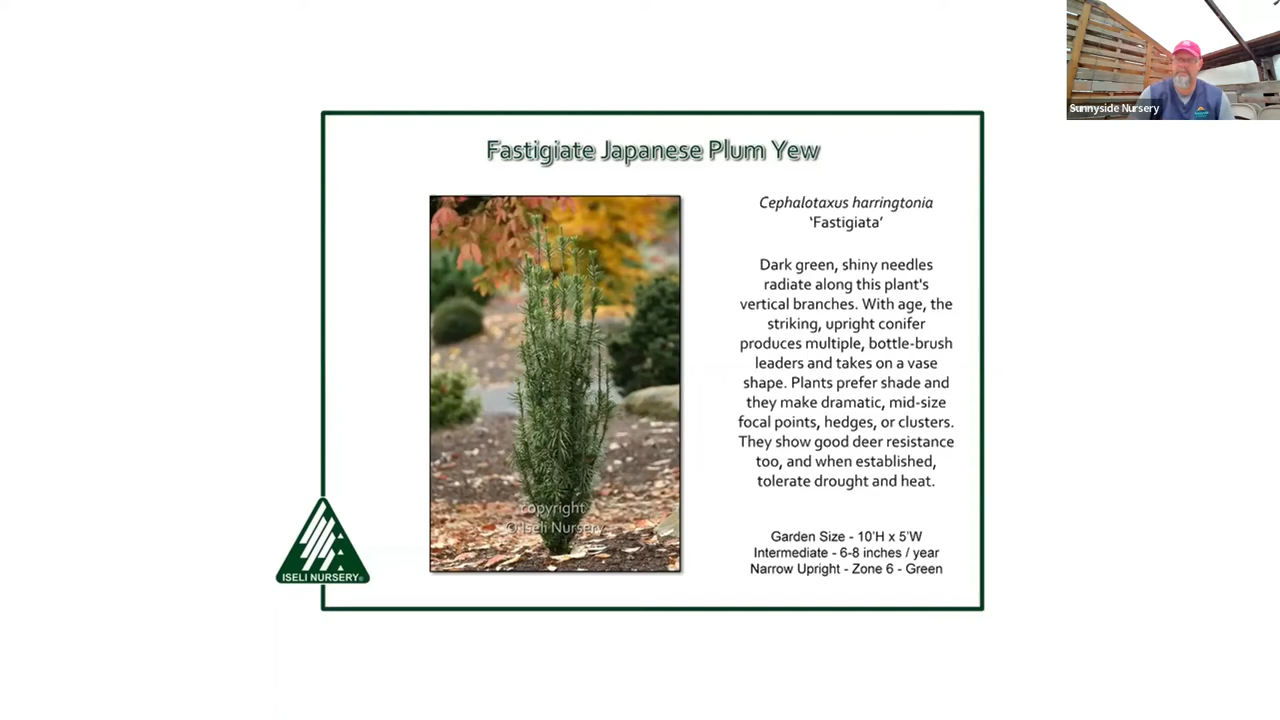 Sunnyside Nursery
Fastigiate Japanese Plum Yew
Cephalotaxus harringtonia
‘Fastigiata’
Dark green, shiny needles
radiate along this plant's
vertical branches. With age, the
striking, upright conifer
produces multiple, bottle-brush
leaders and takes on a vase
shape. Plants prefer shade and
they make dramatic, mid-size
focal points, hedges, or clusters.
They show good deer resistance
too, and when established,
tolerate drought and heat.
copyright
©Iseli Nursery
Garden Size - 10'H x 5'W
Intermediate - 6-8 inches / year
Narrow Upright - Zone 6 - Green
ISELI NURSERY®